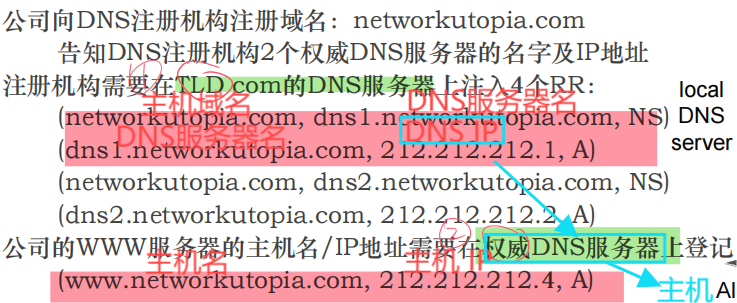 公司向DNS注册机构注册域名：networkutopia.com
告知DNS注册机构2个权威DNS服务器的名字及IP地址
(1)
注册机构需要在TLD com的DNS服务器上注入4个RR：
主机域名 DNS服务器名
(networkutopia.com, dns1.networkutopia.com, NS)
local
DNS
server
DNS服务器名 DNS IP
(dns1.networkutopia.com, 212.212.212.1, A)
(networkutopia.com, dns2.networkutopia.com, NS)
(dns2.networkutopia.com, 212.212.212.2, A)
②
公司的WWW服务器的主机名/IP地址需要在权威DNS服务器上登记
主机名 主机 IP
(www.networkutopia.com, 212.212.212.4, A)
主机AI